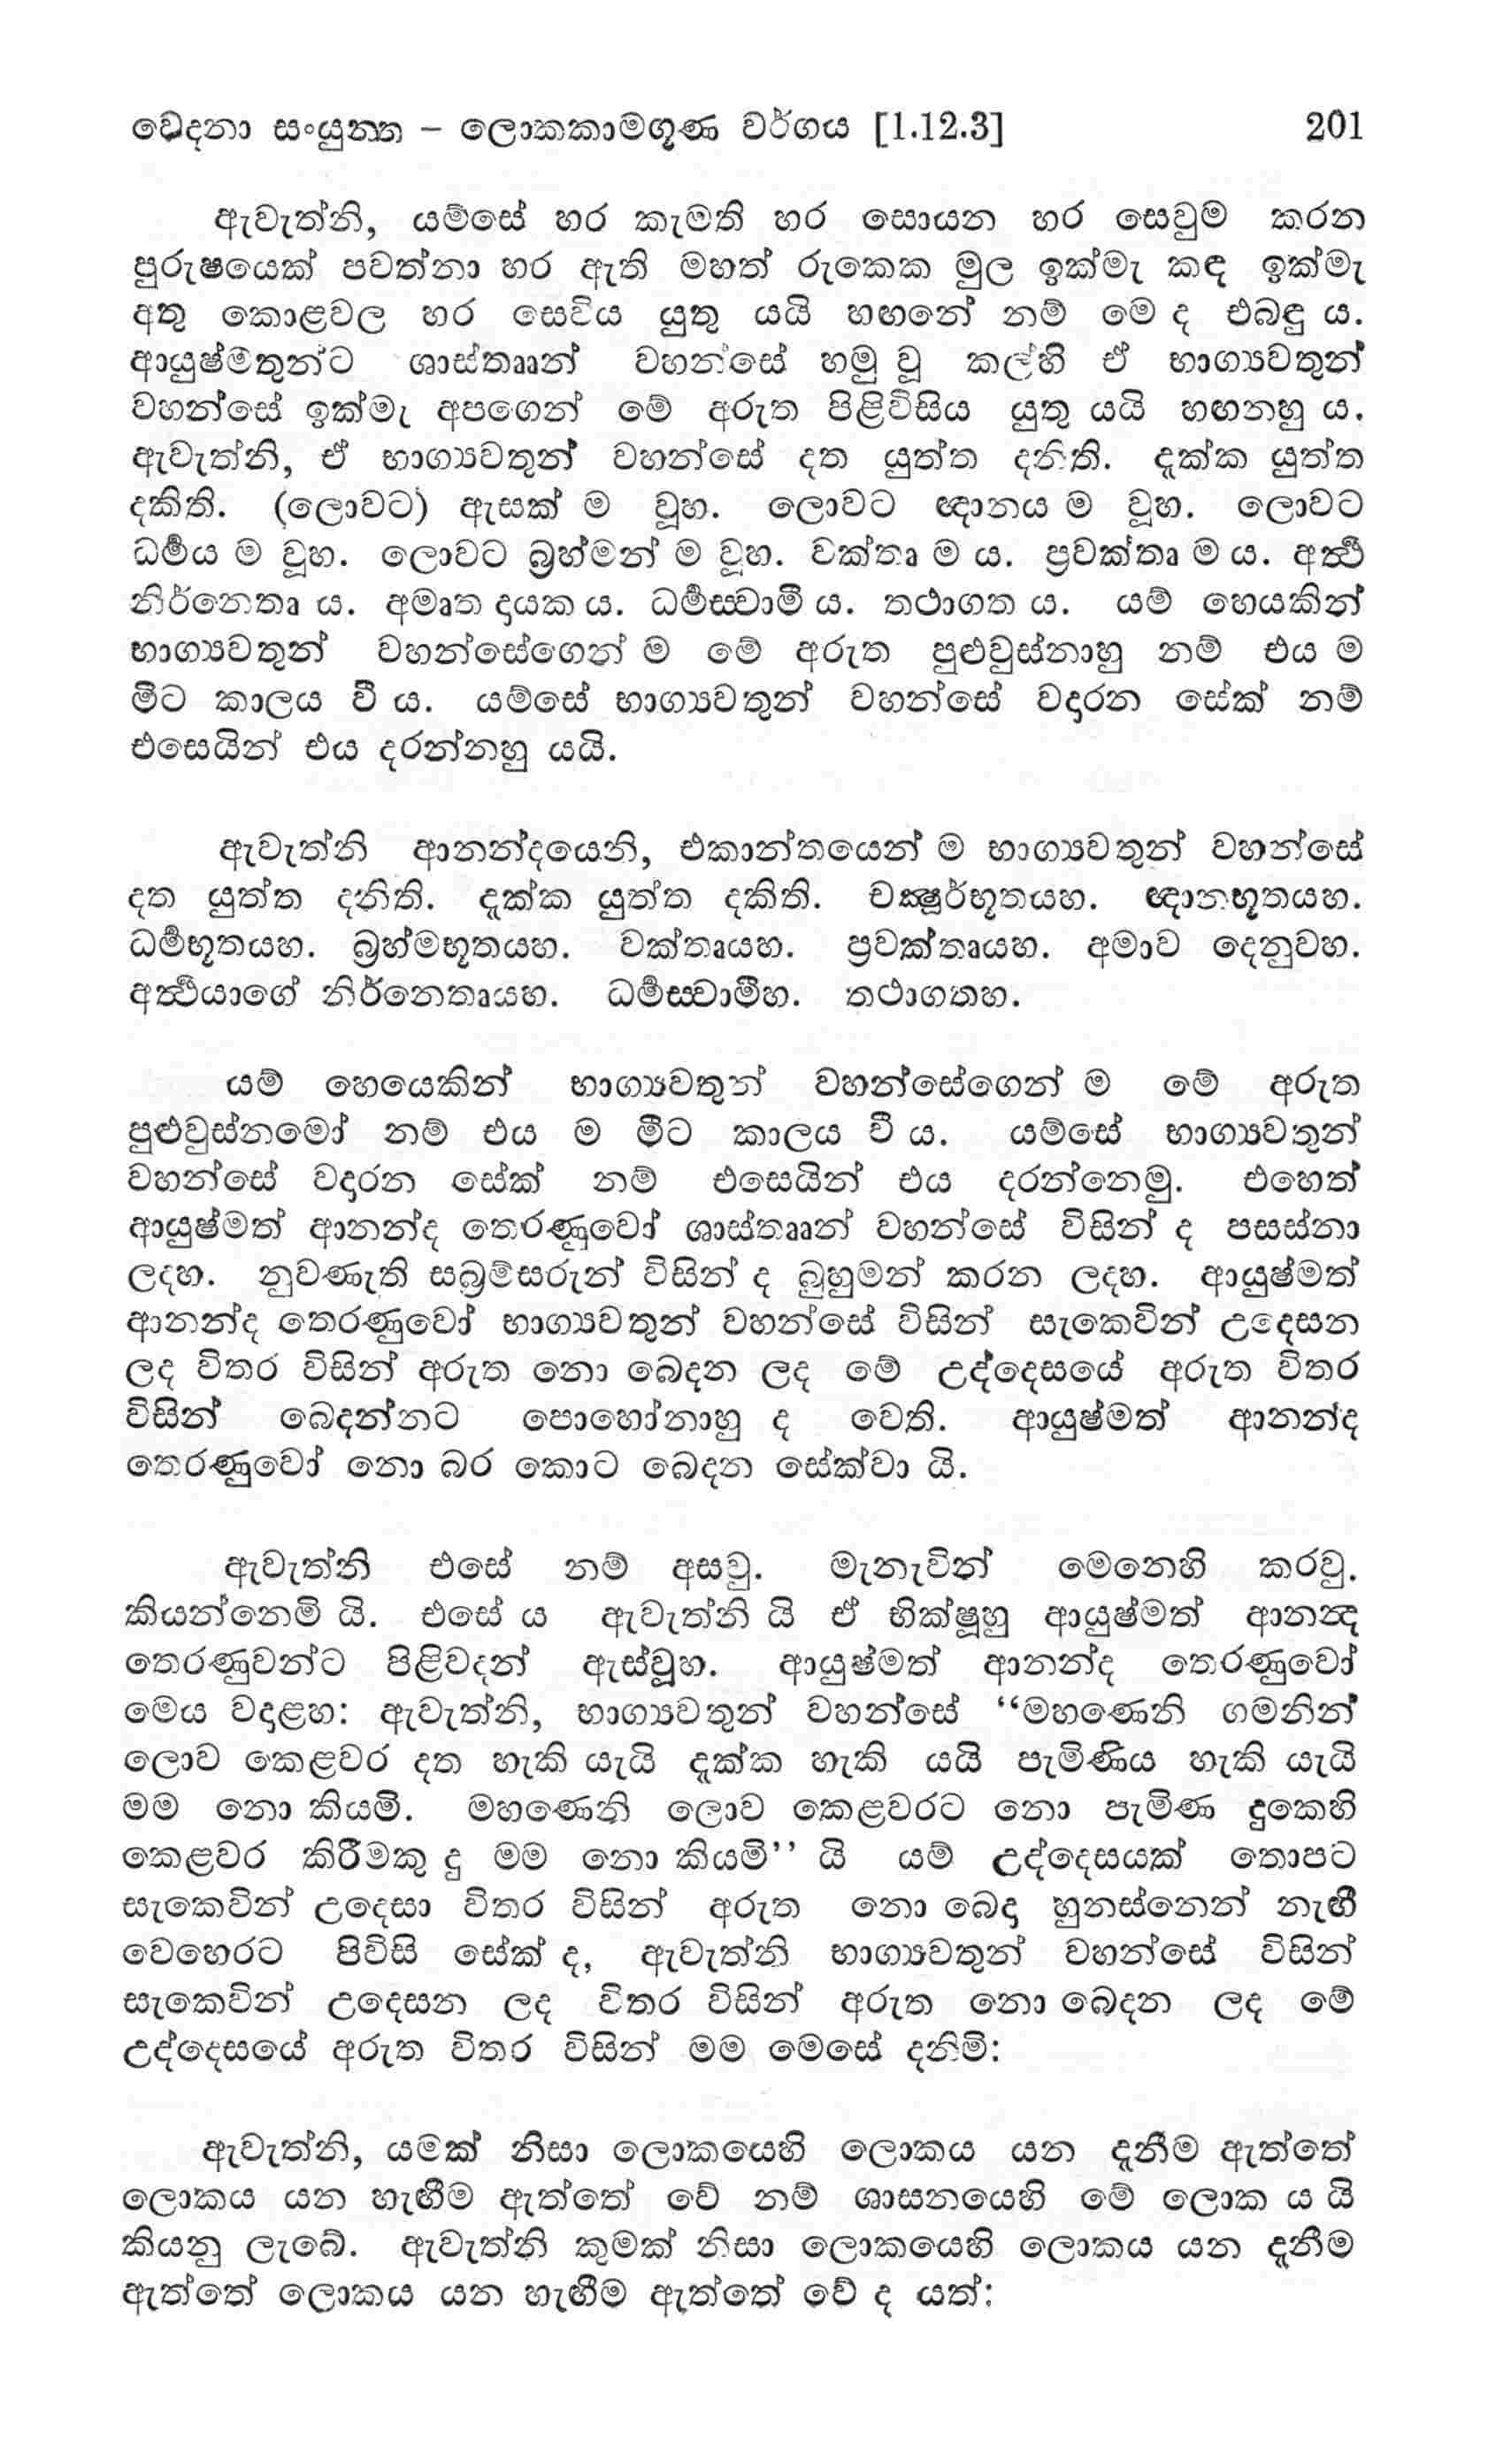 වෙදනා සංයුත්ත – ලොකකාමගුණ වර්ගය [1.12.3] 201
ඇවැත්නි, යම්සේ හර කැමති හර සොයන හර සෙවුම් කරන
පුරුෂයෙක් පවත්නා හර ඇති මහත් රුකෙක මුල ඉක්මැ කඳ ඉක්මැ
අතු කොළවල හර සෙවිය යුතු යයි හඟනේ නම් මෙ ද එබඳු ය.
ආයුෂ්මතුන්ට ශාස්තෲන් වහන්සේ හමු වූ කල්හි ඒ භාග්‍යවතුන්
වහන්සේ ඉක්මැ අපගෙන් මේ අරුත පිළිවිසිය යුතු යයි හඟනහු ය.
ඇවැත්නි, ඒ භාග්‍යවතුන් වහන්සේ දත යුත්ත දනිති. දැක්ක යුත්ත
දකිති. (ලොවට) ඇසක් ම වූහ. ලොවට ඥානය ම වූහ. ලොවට
ධර්‍මය ම වූහ. ලොවට බ්‍රහ්මන් ම වූහ. වක්තෘ ම ය. ප්‍රවක්තෘ ම ය. අර්‍ත්‍ථ
නිර්නෙතෘ ය. අමෘත දායක ය. ධර්‍මස්වාමී ය. තථාගත ය. යම් හෙයකින්
භාග්‍යවතුන් වහන්සේගෙන් ම මේ අරුත පුළුවුස්නාහු නම් එය ම
මීට කාලය වී ය. යම්සේ භාග්‍යවතුන් වහන්සේ වදාරන සේක් නම්
එසෙයින් එය දරන්නහු යයි.
ඇවැත්නි ආනන්දයෙනි, එකාන්තයෙන් ම භාග්‍යවතුන් වහන්සේ
දත යුත්ත දනිති. දැක්ක යුත්ත දකිති. චක්‍ෂුර්භූතයහ. ඥානභූතයහ.
ධර්‍මභූතයහ. බ්‍රහ්මභූතයහ. වක්තෘයහ. ප්‍රවක්තෘයහ. අමාව දෙනුවහ.
අර්‍ත්‍ථයාගේ නිර්නෙතෘයහ. ධර්‍මස්වාමීහ. තථාගතහ.
යම් හෙයෙකින් භාග්‍යවතුන් වහන්සේගෙන් ම මේ අරුත
පුළුවුස්නමෝ නම් එය ම මීට කාලය වී ය. යම්සේ භාග්‍යවතුන්
වහන්සේ වදාරන සේක් නම් එසෙයින් එය දරන්නෙමු. එහෙත්
ආයුෂ්මත් ආනන්ද තෙරණුවෝ ශාස්තෲන් වහන්සේ විසින් ද පසස්නා
ලදහ. නුවණැති සබ්‍රම්සරුන් විසින් ද බුහුමන් කරන ලදහ. ආයුෂ්මත්
ආනන්ද තෙරණුවෝ භාග්‍යවතුන් වහන්සේ විසින් සැකෙවින් උදෙසන
ලද විතර විසින් අරුත නො බෙදන ලද මේ උද්දෙසයේ අරුත විතර
විසින් බෙදන්නට පොහෝනාහු ද වෙති. ආයුෂ්මත් ආනන්ද
තෙරණුවෝ නො බර කොට බෙදන සේක්වා යි.
ඇවැත්නි එසේ නම් අසවු. මැනැවින් මෙනෙහි කරවු.
කියන්නෙමි යි. එසේ ය ඇවැත්නි යි ඒ භික්ෂූහු ආයුෂ්මත් ආනන්‍ද
තෙරණුවන්ට පිළිවදන් ඇස්වූහ. ආයුෂ්මත් ආනන්ද තෙරණුවෝ
මෙය වදාළහ: ඇවැත්නි, භාග්‍යවතුන් වහන්සේ “මහණෙනි ගමනින්
ලොව කෙළවර දත හැකි යැයි දැක්ක හැකි යයි පැමිණිය හැකි යැයි
මම නො කියමි. මහණෙනි ලොව කෙළවරට නො පැමිණ දුකෙහි
කෙළවර කිරීමකු දු මම නො කියමි” යි යම් උද්දෙසයක් තොපට
සැකෙවින් උදෙසා විතර විසින් අරුත නො බෙදා හුනස්නෙන් නැඟී
වෙහෙරට පිවිසි සේක් ද, ඇවැත්නි භාග්‍යවතුන් වහන්සේ විසින්
සැකෙවින් උදෙසන ලද විතර විසින් අරුත නො බෙදන ලද මේ
උද්දෙසයේ අරුත විතර විසින් මම මෙසේ දනිමි:
ඇවැත්නි, යමක් නිසා ලොකයෙහි ලොකය යන දැනීම ඇත්තේ
ලොකය යන හැඟීම ඇත්තේ වේ නම් ශාසනයෙහි මේ ලොක ය යි
කියනු ලැබේ. ඇවැත්නි කුමක් නිසා ලොකයෙහි ලොකය යන දැනීම
ඇත්තේ ලොකය යන හැඟීම ඇත්තේ වේ ද යත්: